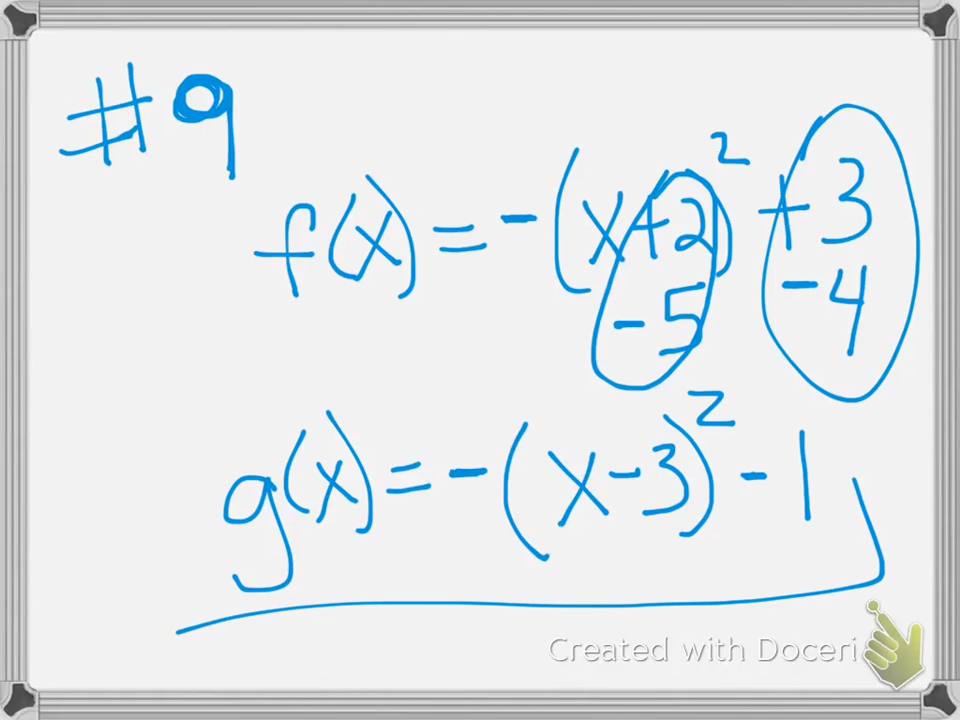 #9
f(x) = -(x+2)² +3
-5 -4
g(x) = -(x-3)² -1
Created with Doceri